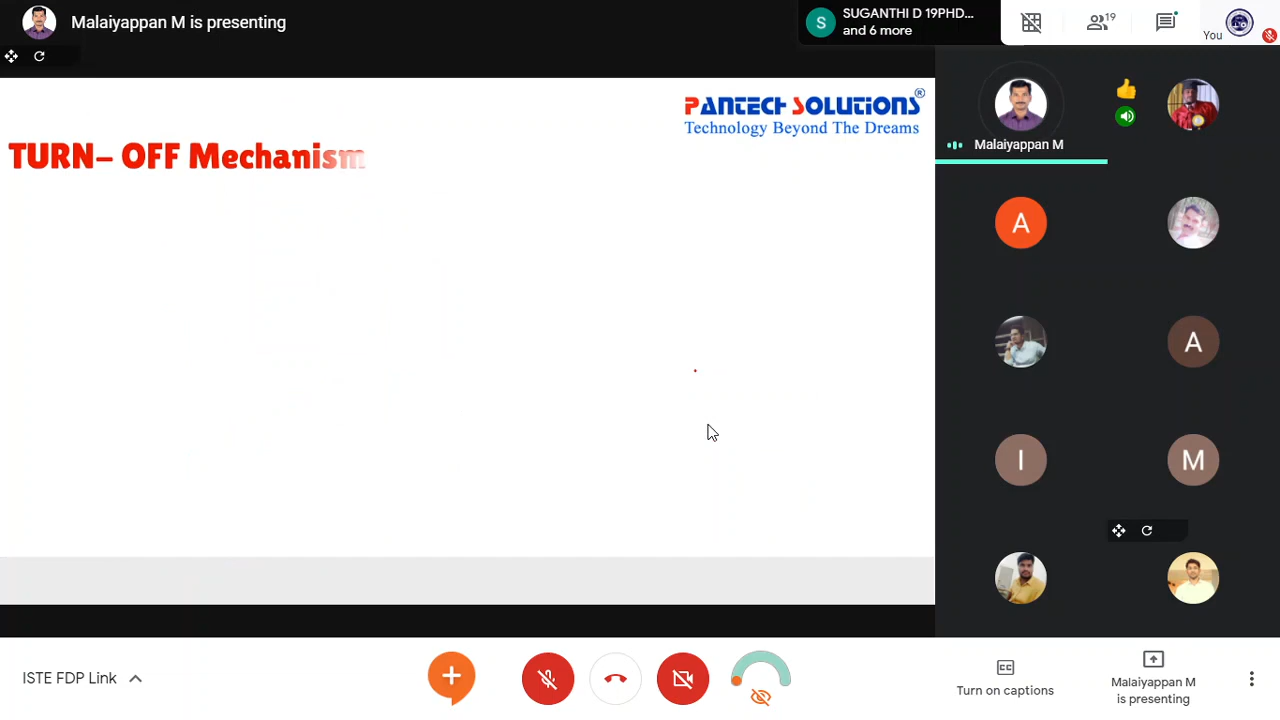 Malaiyappan M is presenting
SUGANTHI D 19PHD...
and 6 more
19
You
PANTECH SOLUTIONS®
Technology Beyond The Dreams
TURN– OFF Mechanism
Malaiyappan M
A
A
I
M
S
ISTE FDP Link
Turn on captions
Malaiyappan M
is presenting